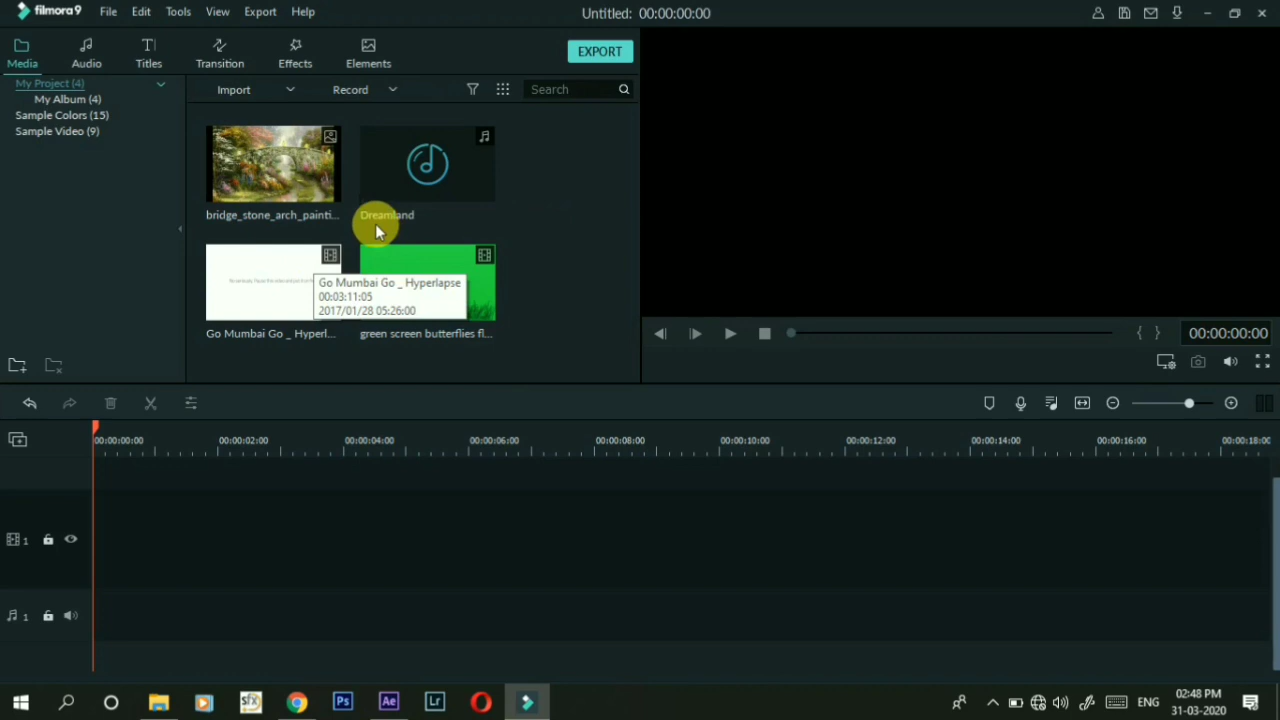 filmora9 File Edit Tools View Export Help Untitled: 00:00:00:00
Media Audio Titles Transition Effects Elements EXPORT
My Project (4)
My Album (4)
Sample Colors (15)
Sample Video (9)
Import Record Search
bridge_stone_arch_painti... Dreamland
Go Mumbai Go _ Hyperlapse
00:03:11:05
2017/01/28 05:26:00
Go Mumbai Go _ Hyperl... green screen butterflies fl...
{ } 00:00:00:00
00:00:00:00 00:00:02:00 00:00:04:00 00:00:06:00 00:00:08:00 00:00:10:00 00:00:12:00 00:00:14:00 00:00:16:00 00:00:18:00
1
1
sfx Ps Ae Lr ENG 02:48 PM
31-03-2020